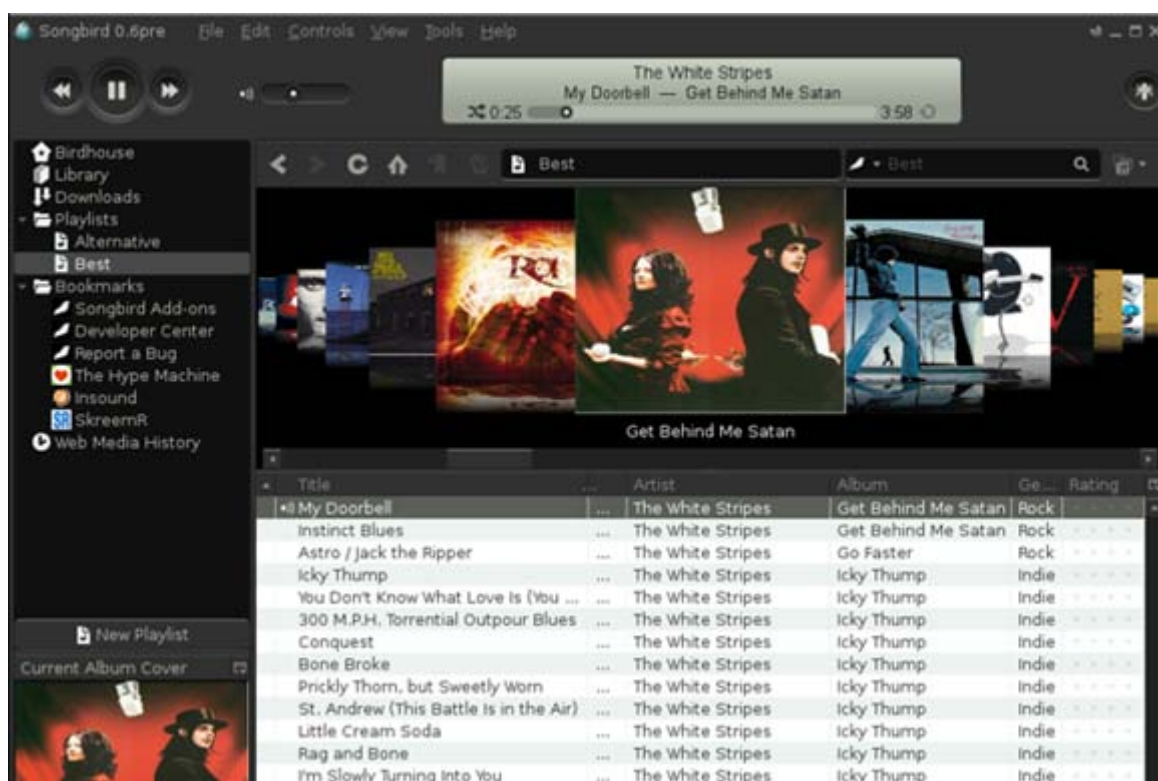 Songbird 0.6pre File Edit Controls View Tools Help
The White Stripes
My Doorbell — Get Behind Me Satan
0:25 3:58
Birdhouse
Library
Downloads
Playlists
Alternative
Best
Bookmarks
Songbird Add-ons
Developer Center
Report a Bug
The Hype Machine
Insound
SR SkreemR
Web Media History
New Playlist
Current Album Cover
Best Best
Get Behind Me Satan
Title ... Artist Album Ge... Rating
My Doorbell ... The White Stripes Get Behind Me Satan Rock
Instinct Blues ... The White Stripes Get Behind Me Satan Rock
Astro / Jack the Ripper ... The White Stripes Go Faster Rock
Icky Thump ... The White Stripes Icky Thump Indie
You Don't Know What Love Is (You ... ... The White Stripes Icky Thump Indie
300 M.P.H. Torrential Outpour Blues ... The White Stripes Icky Thump Indie
Conquest ... The White Stripes Icky Thump Indie
Bone Broke ... The White Stripes Icky Thump Indie
Prickly Thorn, but Sweetly Worn ... The White Stripes Icky Thump Indie
St. Andrew (This Battle Is in the Air) ... The White Stripes Icky Thump Indie
Little Cream Soda ... The White Stripes Icky Thump Indie
Rag and Bone ... The White Stripes Icky Thump Indie
I'm Slowly Turning Into You ... The White Stripes Icky Thump Indie